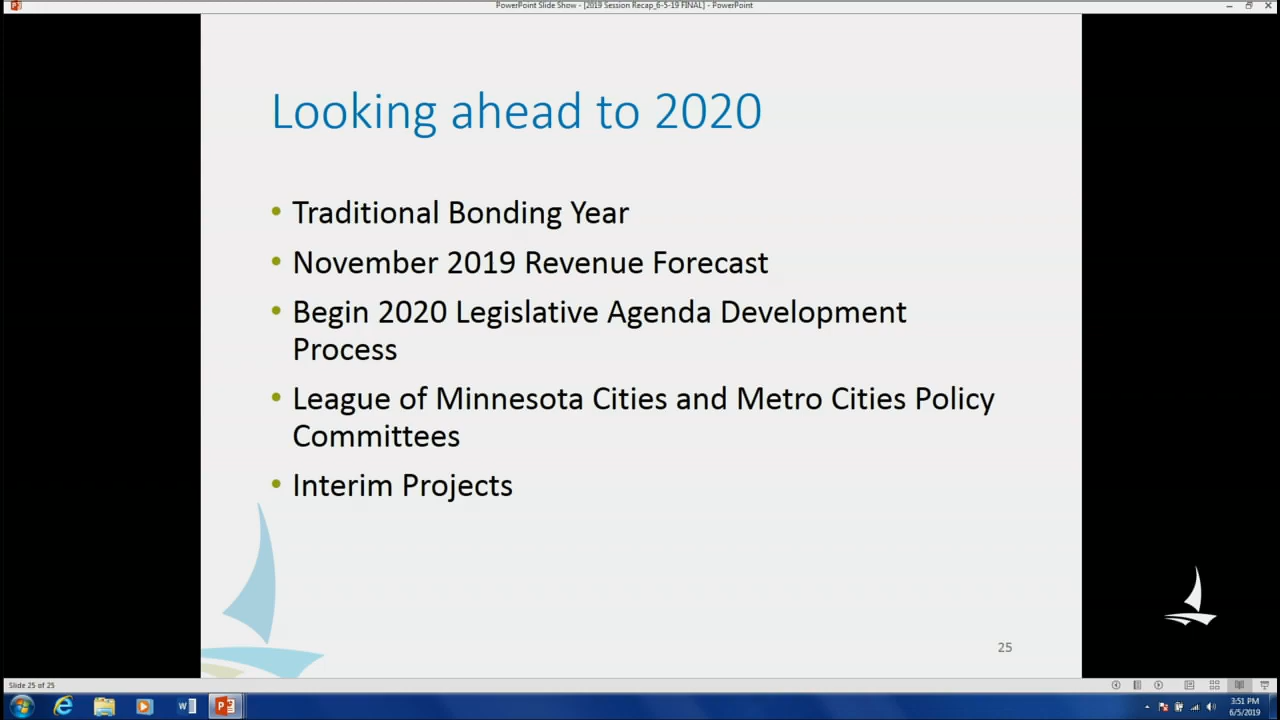 PowerPoint Slide Show - [2019 Session Recap_6-5-19 FINAL] - PowerPoint
Looking ahead to 2020
• Traditional Bonding Year
• November 2019 Revenue Forecast
• Begin 2020 Legislative Agenda Development
Process
• League of Minnesota Cities and Metro Cities Policy
Committees
• Interim Projects
25
Slide 25 of 25
3:51 PM
6/5/2019